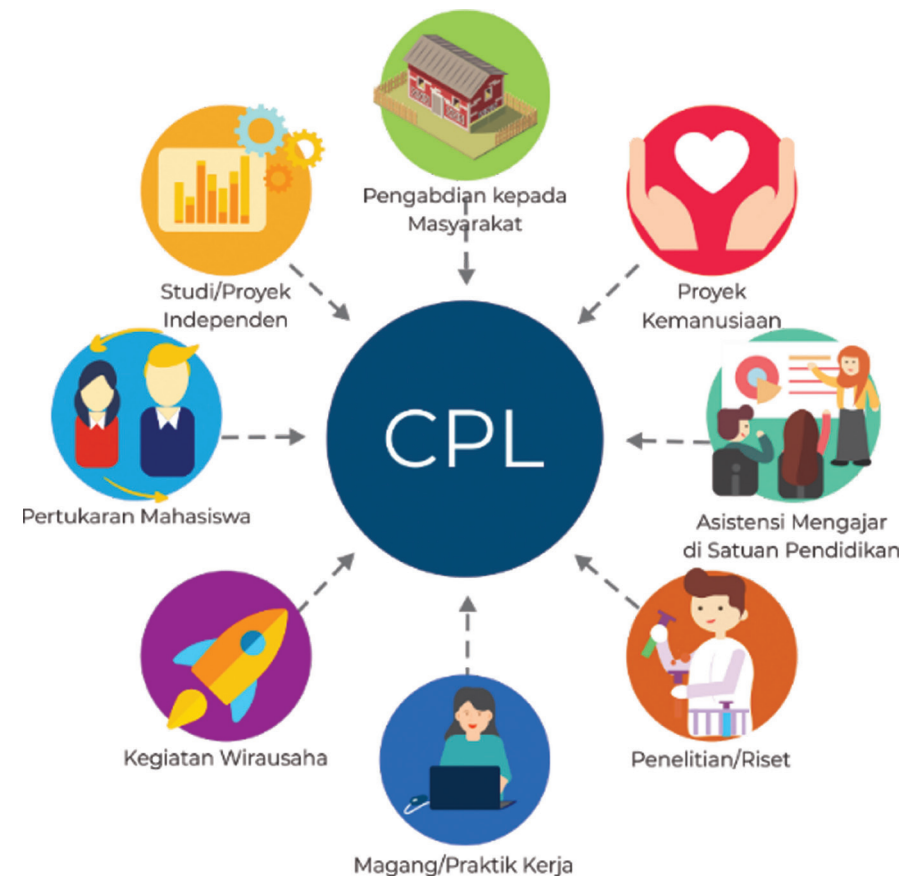 Pengabdian kepada
Masyarakat
Studi/Proyek
Independen
Proyek
Kemanusiaan
CPL
Pertukaran Mahasiswa
Asistensi Mengajar
di Satuan Pendidikan
Kegiatan Wirausaha
Penelitian/Riset
Magang/Praktik Kerja